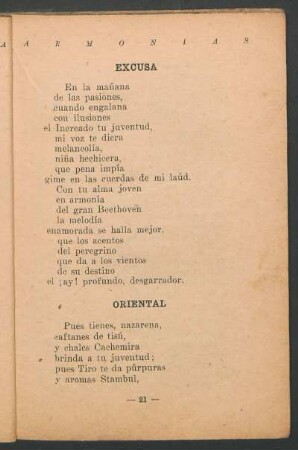 ARMONIAS
EXCUSA
En la mañana
de las pasiones,
cuando engalana
con ilusiones
el Increado tu juventud,
mi voz te diera
melancolía,
niña hechicera,
que pena impía
gime en las cuerdas de mi laúd.
Con tu alma joven
en armonía
del gran Beethoven
la melodía
enamorada se halla mejor,
que los acentos
del peregrino
que da a los vientos
de su destino
el ¡ay! profundo, desgarrador.
ORIENTAL
Pues tienes, nazarena,
caftanes de tisú,
y chales Cachemira
brinda a tu juventud;
pues Tiro te da púrpuras
y aromas Stambul,
— 21 —